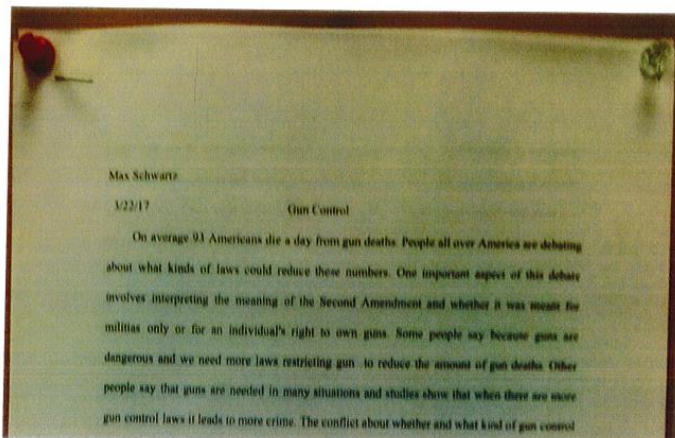 Max Schwartz
3/22/17 Gun Control
On average 93 Americans die a day from gun deaths. People all over America are debating
about what kinds of laws could reduce these numbers. One important aspect of this debate
involves interpreting the meaning of the Second Amendment and whether it was meant for
militias only or for an individual's right to own guns. Some people say because guns are
dangerous and we need more laws restricting gun to reduce the amount of gun deaths. Other
people say that guns are needed in many situations and studies show that when there are more
gun control laws it leads to more crime. The conflict about whether and what kind of gun control